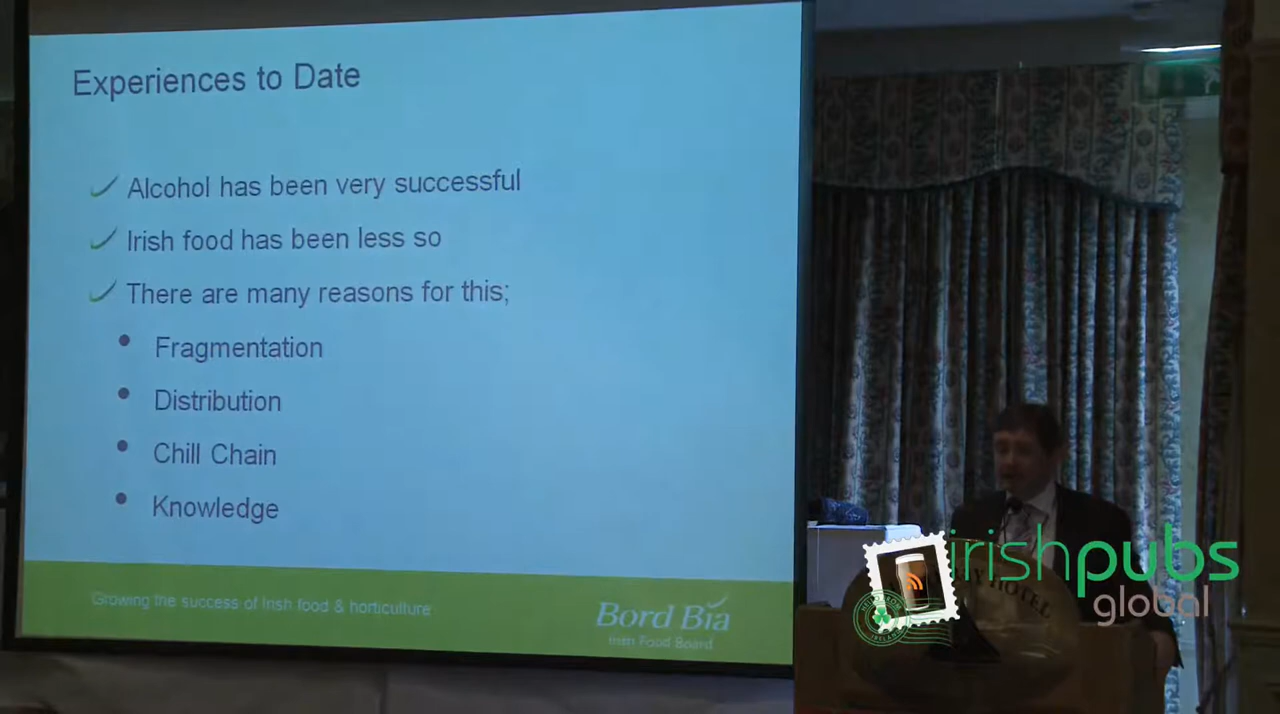 Experiences to Date
Alcohol has been very successful
Irish food has been less so
There are many reasons for this;
Fragmentation
Distribution
Chill Chain
Knowledge
Growing the success of Irish food & horticulture
Bord Bia
Irish Food Board
irishpubs
global
HOTEL
IRELAND